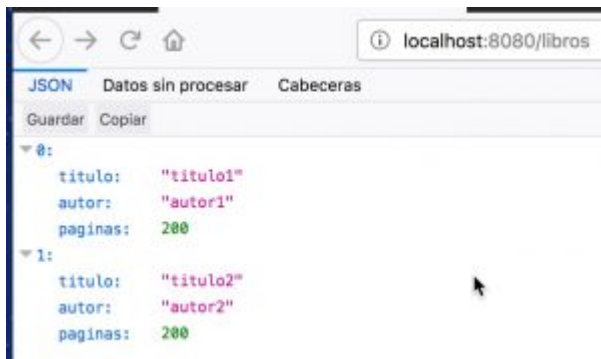 localhost:8080/libros
JSON Datos sin procesar Cabeceras
Guardar Copiar
0:
titulo: "titulo1"
autor: "autor1"
paginas: 200
1:
titulo: "titulo2"
autor: "autor2"
paginas: 200